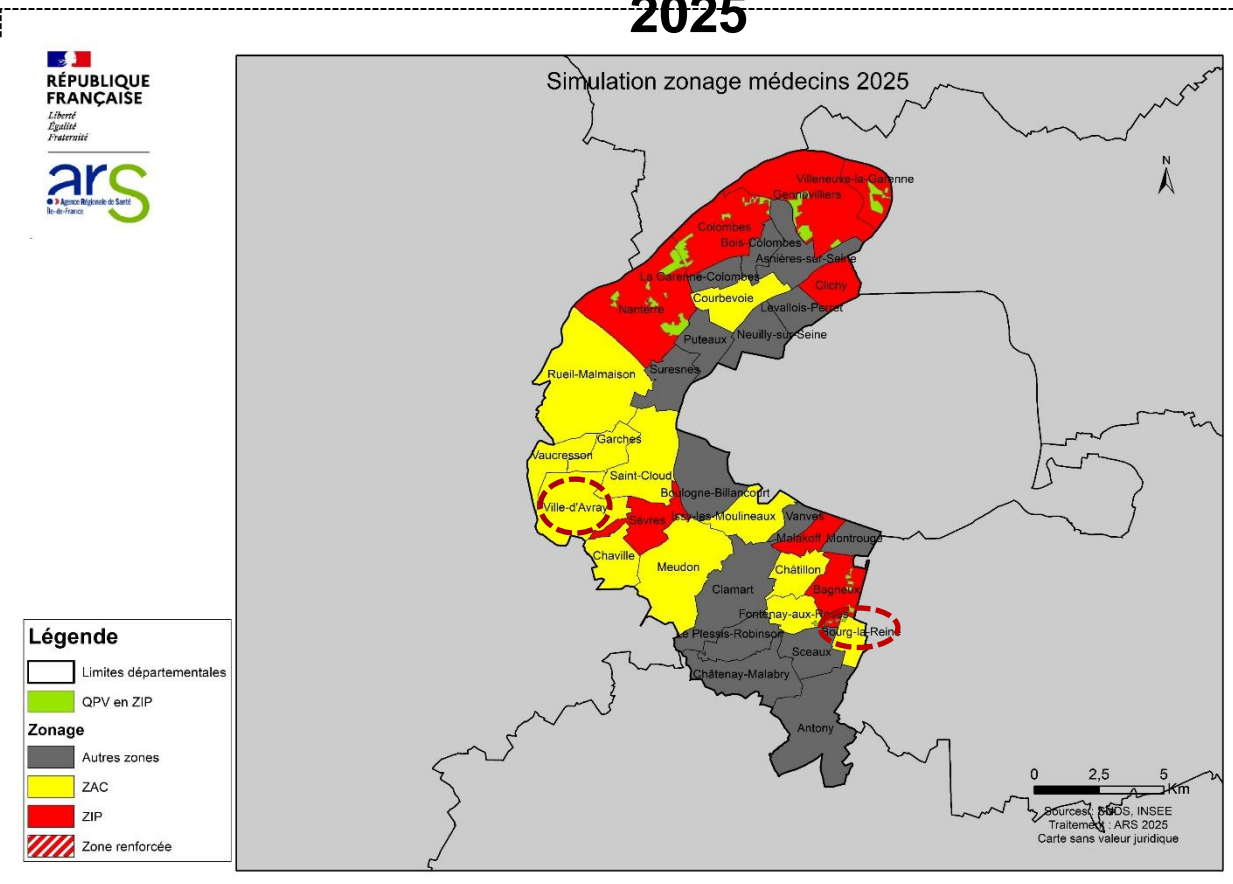 2025
RÉPUBLIQUE
FRANÇAISE
Liberté
Égalité
Fraternité
ars
Agence Régionale de Santé
Île-de-France
Simulation zonage médecins 2025
N
Villeneuve-la-Garenne
Gennevilliers
Colombes
Bois-Colombes
Asnières-sur-Seine
La Garenne-Colombes
Clichy
Courbevoie
Levallois-Perret
Nanterre
Neuilly-sur-Seine
Puteaux
Suresnes
Rueil-Malmaison
Garches
Vaucresson
Saint-Cloud
Boulogne-Billancourt
Ville-d'Avray
Issy-les-Moulineaux
Vanves
Sèvres
Malakoff
Montrouge
Chaville
Meudon
Châtillon
Clamart
Bagneux
Fontenay-aux-Roses
Bourg-la-Reine
Le Plessis-Robinson
Sceaux
Châtenay-Malabry
Antony
Légende
Limites départementales
QPV en ZIP
Zonage
Autres zones
ZAC
ZIP
Zone renforcée
0 2,5 5
Km
Sources : SNDS, INSEE
Traitement : ARS 2025
Carte sans valeur juridique